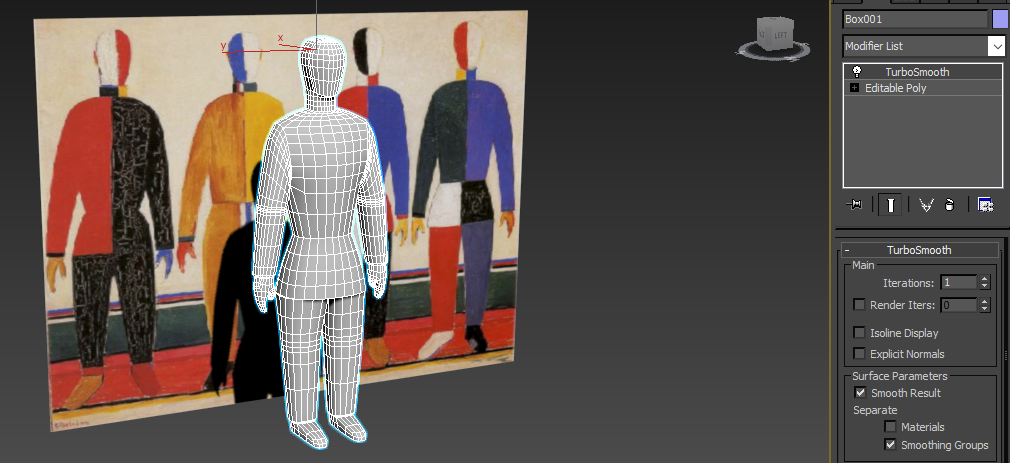 Box001
Modifier List
TurboSmooth
Editable Poly
TurboSmooth
Main
Iterations: 1
Render Iters: 0
Isoline Display
Explicit Normals
Surface Parameters
Smooth Result
Separate
Materials
Smoothing Groups
x
y
LEFT